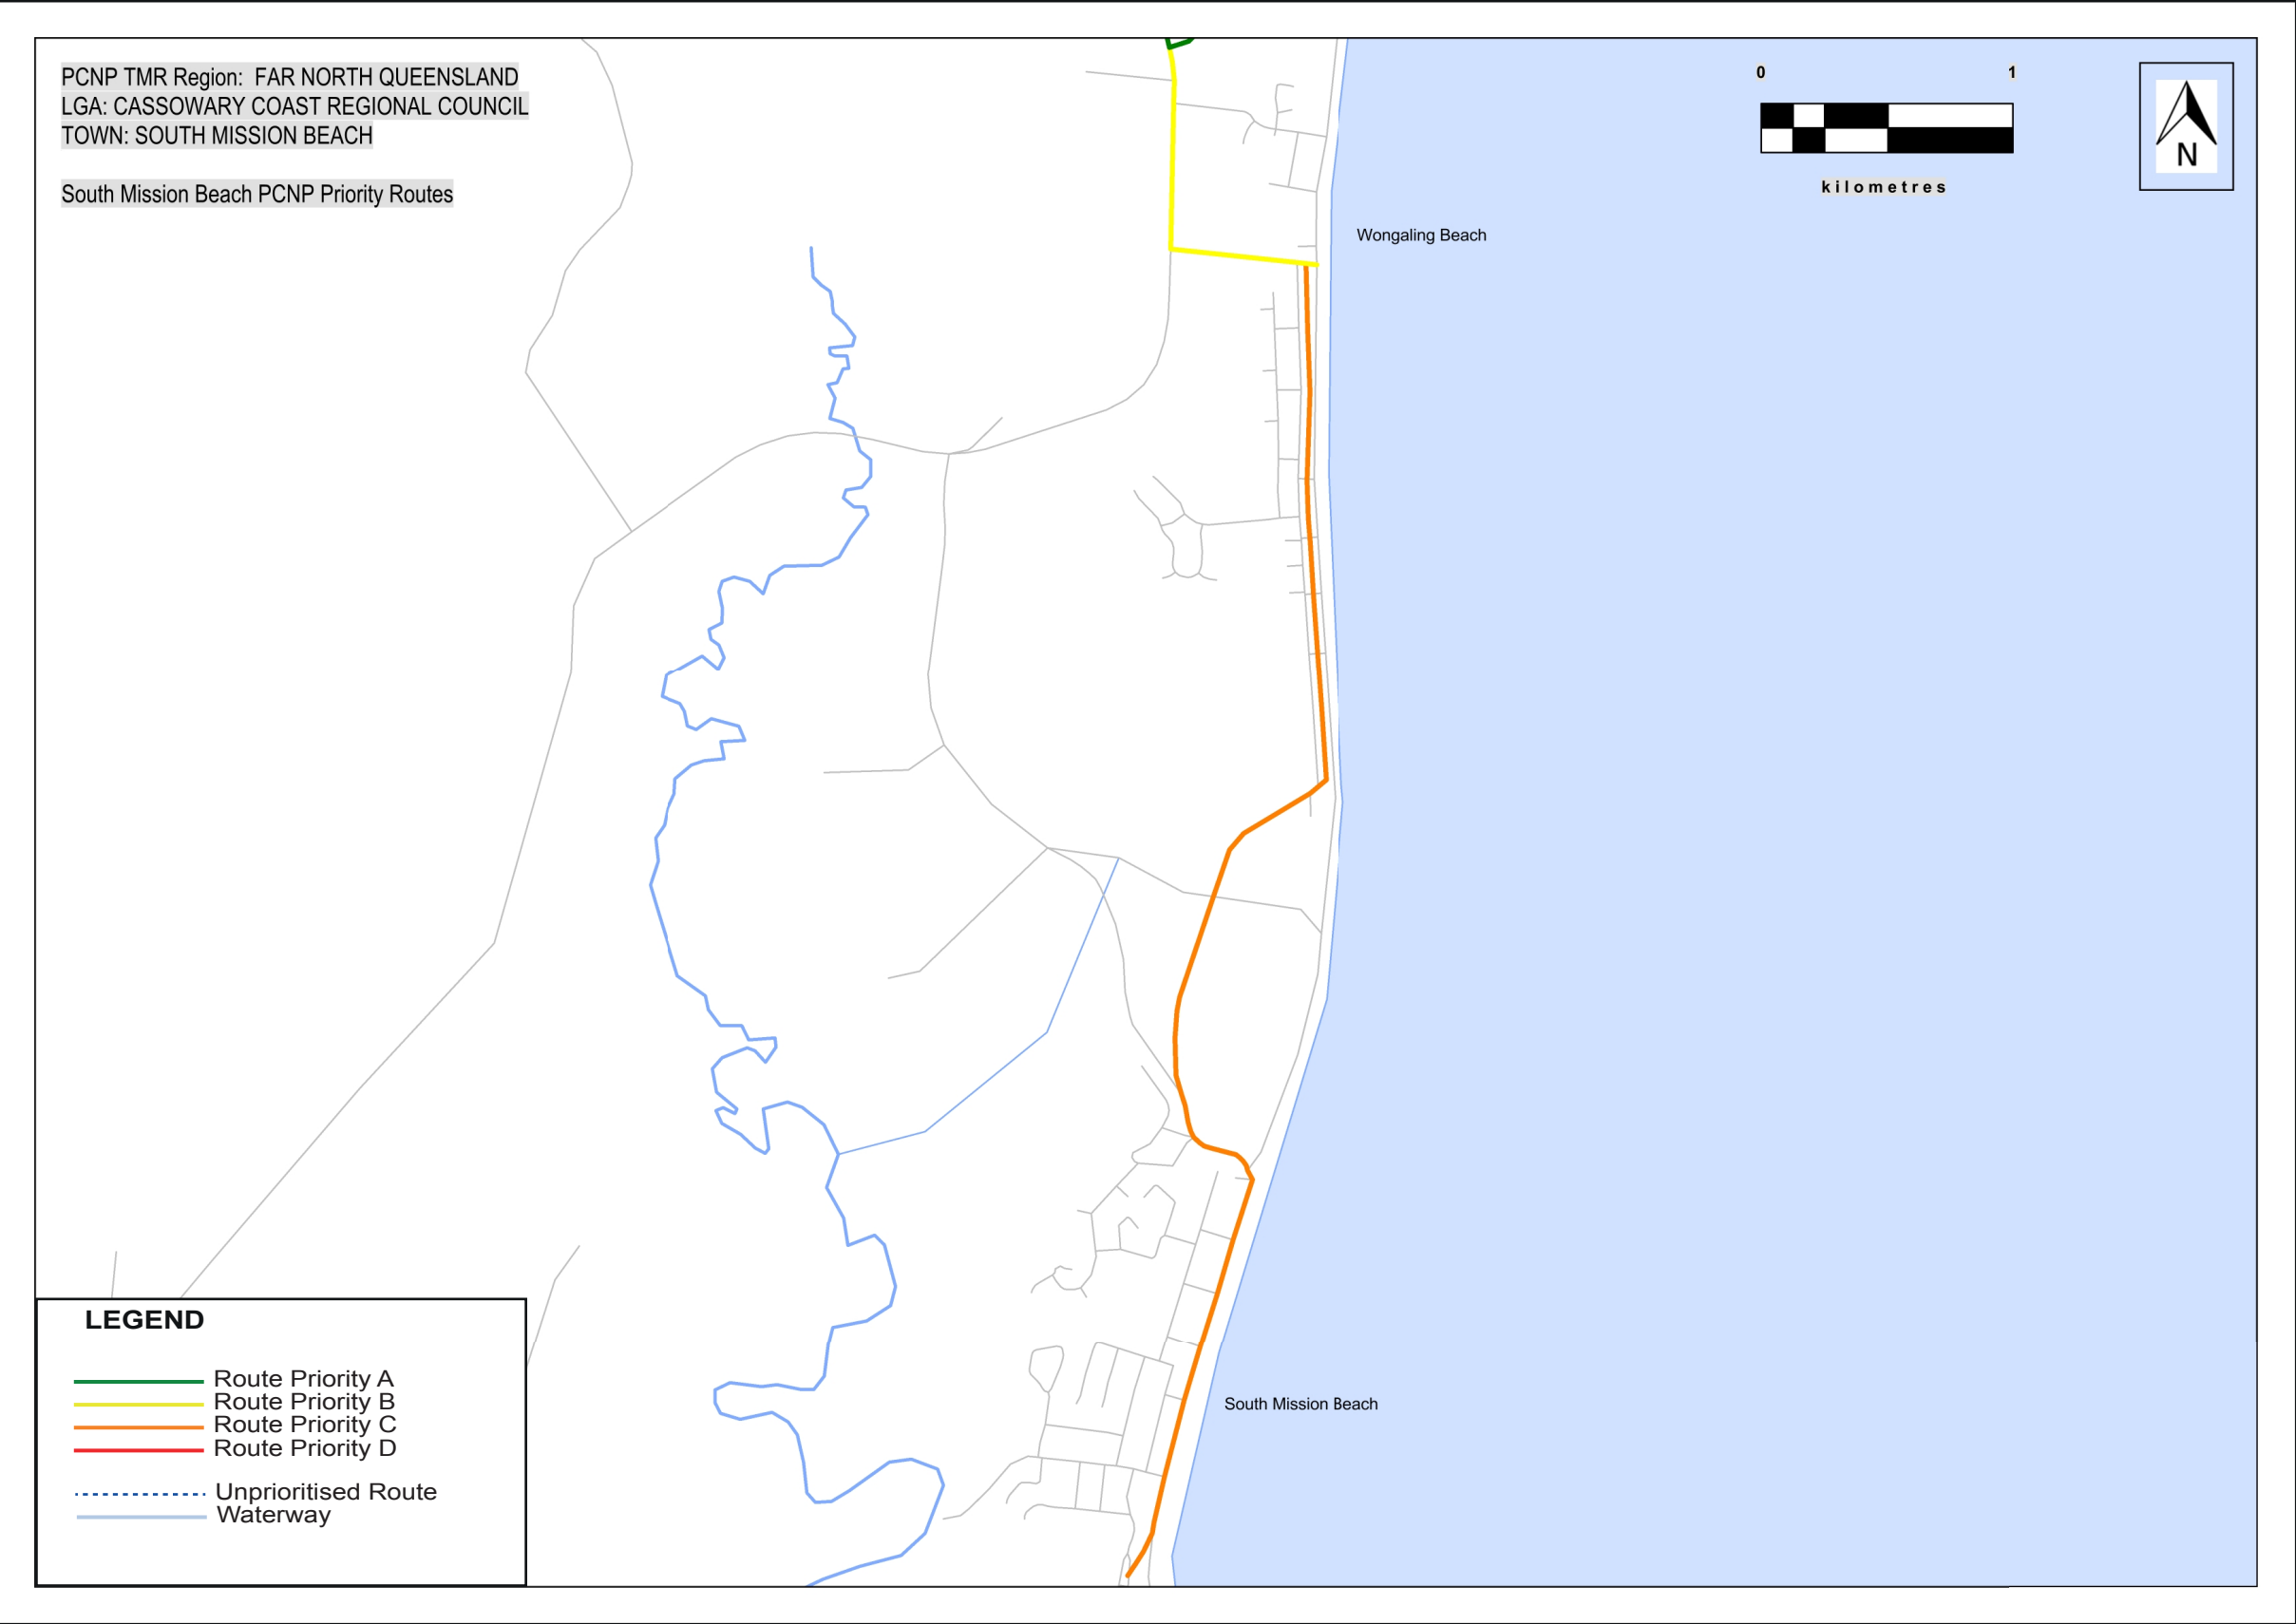 PCNP TMR Region:  FAR NORTH QUEENSLAND
LGA: CASSOWARY COAST REGIONAL COUNCIL
TOWN: SOUTH MISSION BEACH
South Mission Beach PCNP Priority Routes
0 1
kilometres
N
Wongaling Beach
South Mission Beach
LEGEND
Route Priority A
Route Priority B
Route Priority C
Route Priority D
Unprioritised Route
Waterway